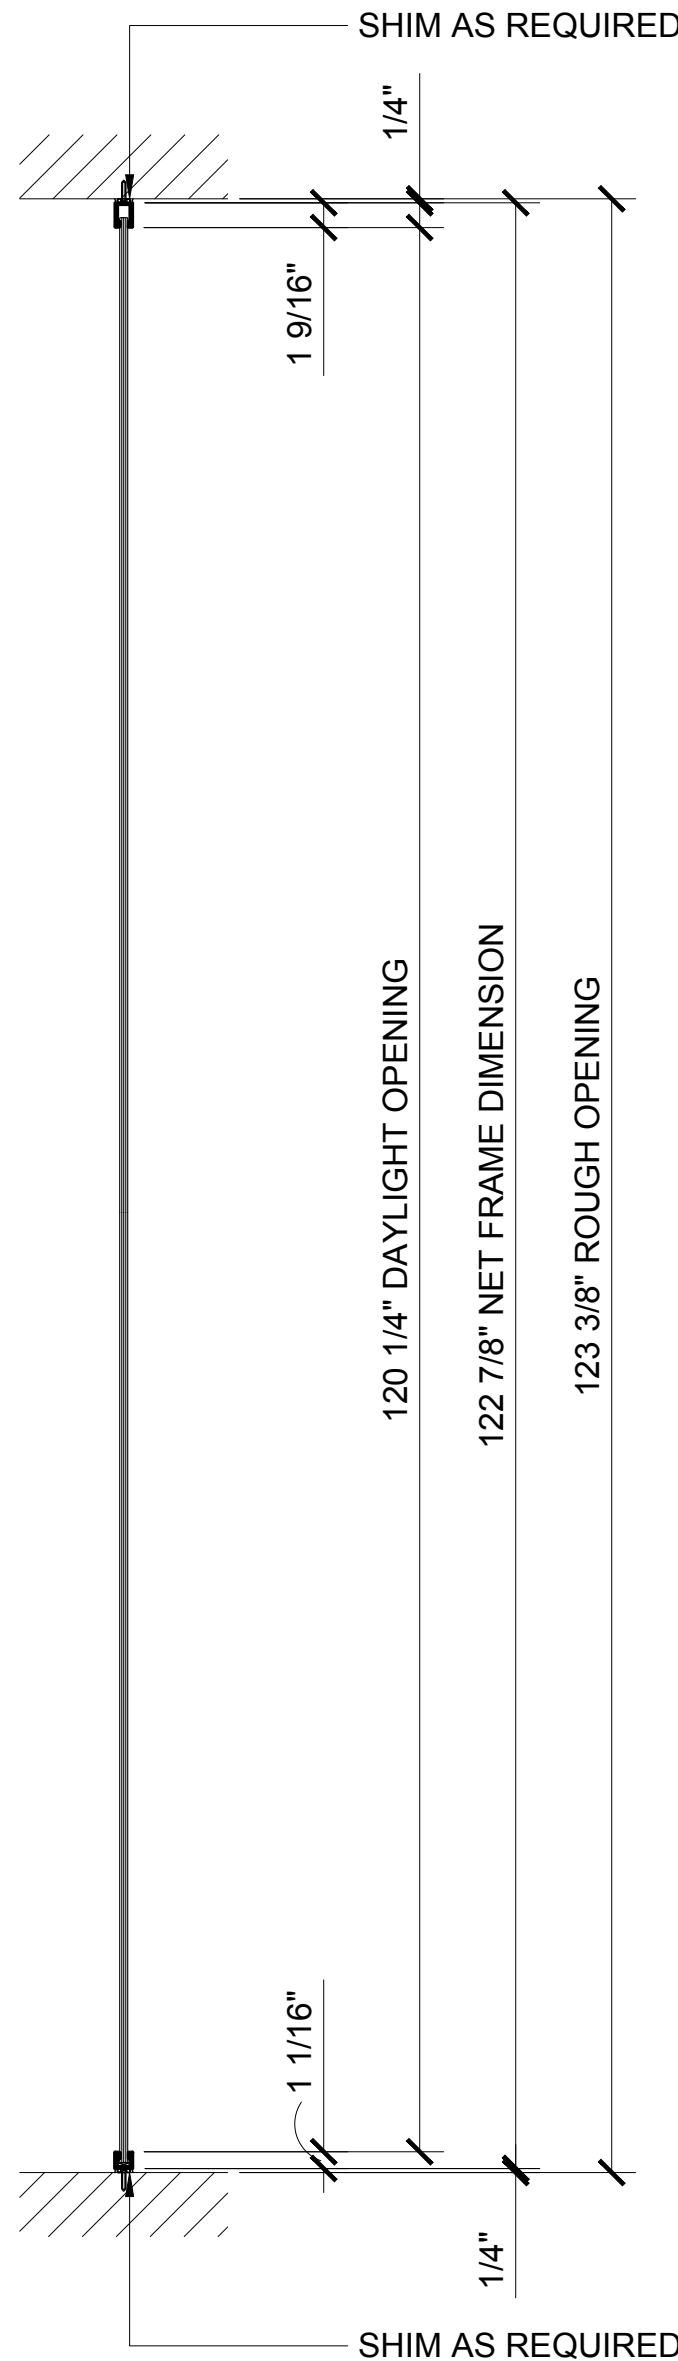 SHIM AS REQUIRED
1/4"
1 9/16"
120 1/4" DAYLIGHT OPENING
122 7/8" NET FRAME DIMENSION
123 3/8" ROUGH OPENING
1 1/16"
1/4"
SHIM AS REQUIRED